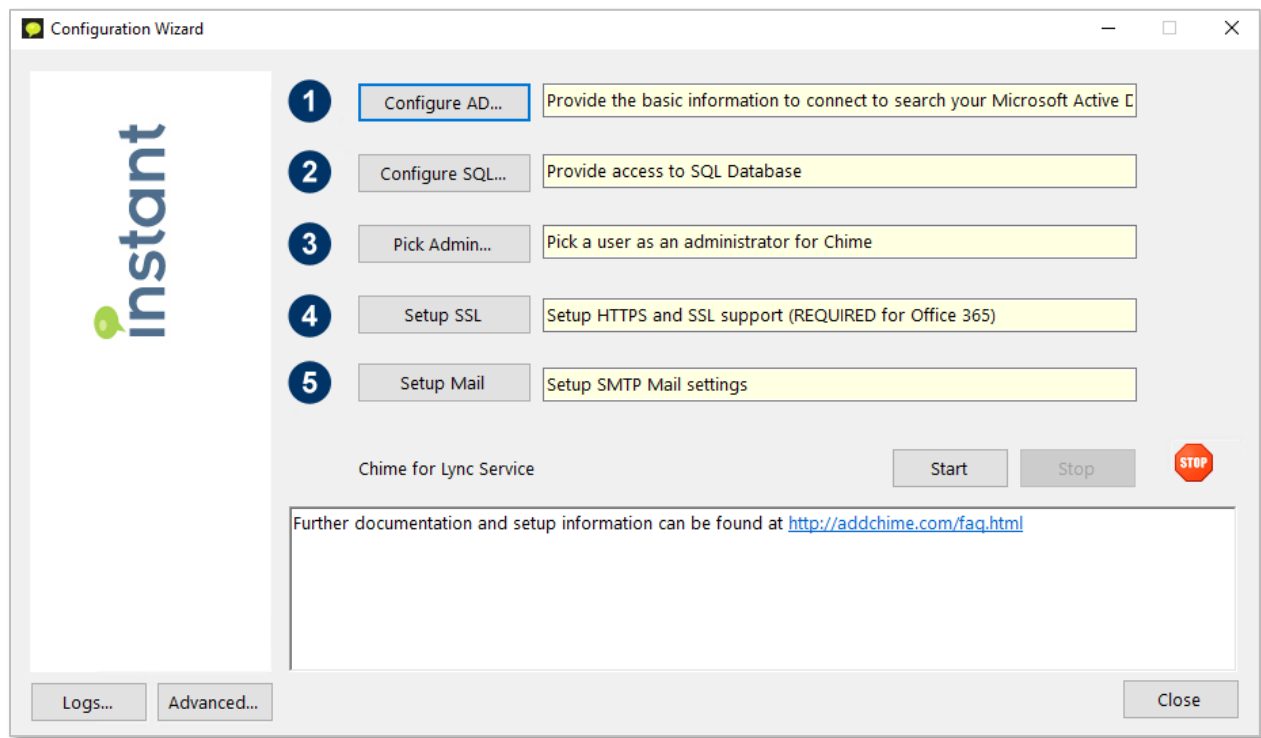 Configuration Wizard
instant
1 Configure AD... Provide the basic information to connect to search your Microsoft Active D
2 Configure SQL... Provide access to SQL Database
3 Pick Admin... Pick a user as an administrator for Chime
4 Setup SSL Setup HTTPS and SSL support (REQUIRED for Office 365)
5 Setup Mail Setup SMTP Mail settings
Chime for Lync Service Start Stop STOP
Further documentation and setup information can be found at http://addchime.com/faq.html
Logs... Advanced... Close